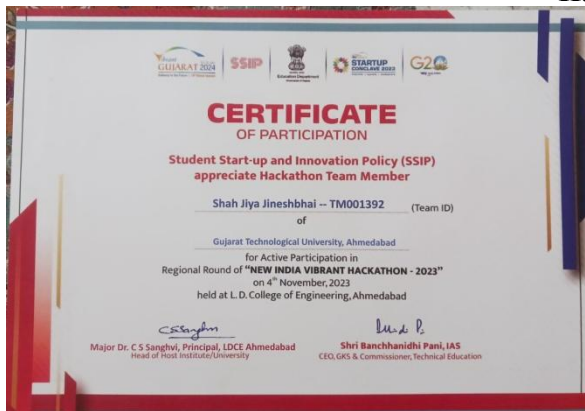 Vibrant
GUJARAT 2024
SSIP
Education Department
STARTUP
CONCLAVE 2023
G20
CERTIFICATE
OF PARTICIPATION
Student Start-up and Innovation Policy (SSIP)
appreciate Hackathon Team Member
Shah Jiya Jineshbhai -- TM001392 (Team ID)
of
Gujarat Technological University, Ahmedabad
for Active Participation in
Regional Round of "NEW INDIA VIBRANT HACKATHON - 2023"
on 4th November, 2023
held at L. D. College of Engineering, Ahmedabad
CSSanghvi
Major Dr. C S Sanghvi, Principal, LDCE Ahmedabad
Head of Host Institute/University
Shri Banchhanidhi Pani, IAS
CEO, GKS & Commissioner, Technical Education